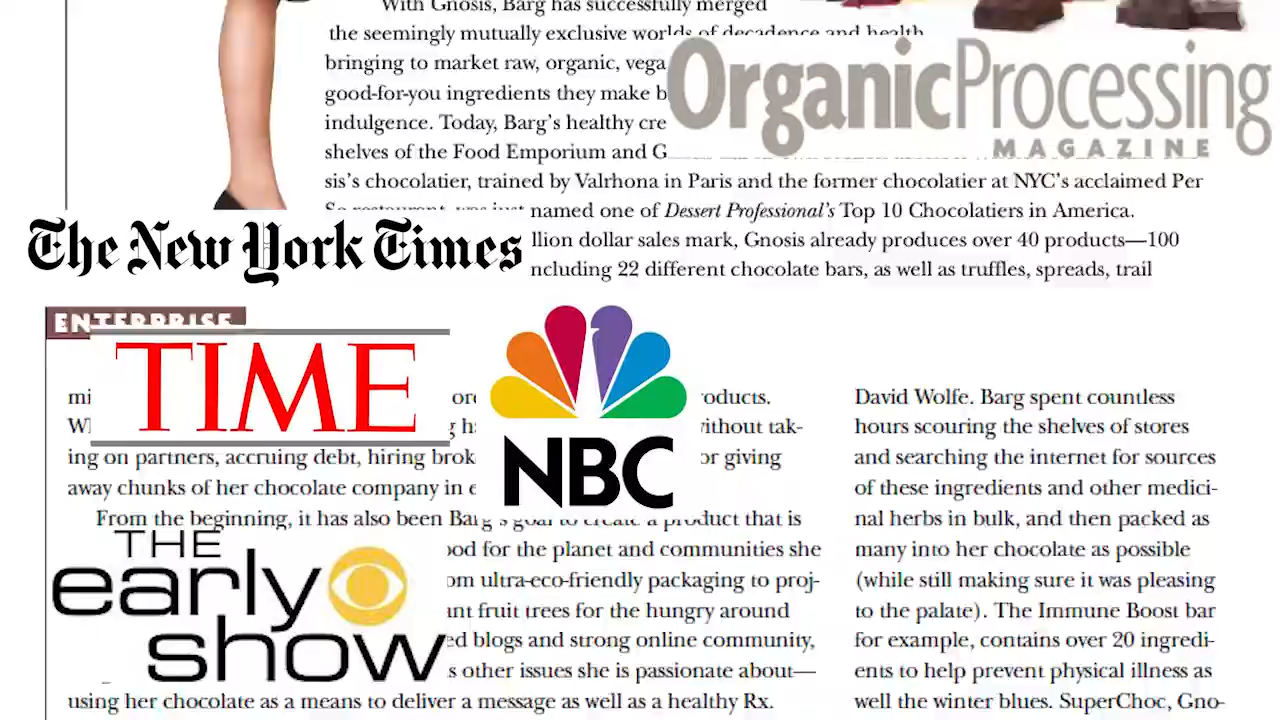 With Gnosis, Barg has successfully merged
the seemingly mutually exclusive worlds of decadence and health
bringing to market raw, organic, vega
good-for-you ingredients they make b
indulgence. Today, Barg's healthy cre
shelves of the Food Emporium and G
OrganicProcessing
MAGAZINE
sis's chocolatier, trained by Valrhona in Paris and the former chocolatier at NYC's acclaimed Per
Se restaurant, was just named one of Dessert Professional's Top 10 Chocolatiers in America.
llion dollar sales mark, Gnosis already produces over 40 products—100
ncluding 22 different chocolate bars, as well as truffles, spreads, trail
The New York Times
ENTERPRISE
TIME
NBC
mi ore roducts.
ithout tak-
ing on partners, accruing debt, hiring brok or giving
away chunks of her chocolate company in e
From the beginning, it has also been Barg's goal to create a product that is
ood for the planet and communities she
om ultra-eco-friendly packaging to proj-
ant fruit trees for the hungry around
ed blogs and strong online community,
s other issues she is passionate about—
using her chocolate as a means to deliver a message as well as a healthy Rx.
THE
early
show
David Wolfe. Barg spent countless
hours scouring the shelves of stores
and searching the internet for sources
of these ingredients and other medici-
nal herbs in bulk, and then packed as
many into her chocolate as possible
(while still making sure it was pleasing
to the palate). The Immune Boost bar
for example, contains over 20 ingredi-
ents to help prevent physical illness as
well the winter blues. SuperChoc, Gno-